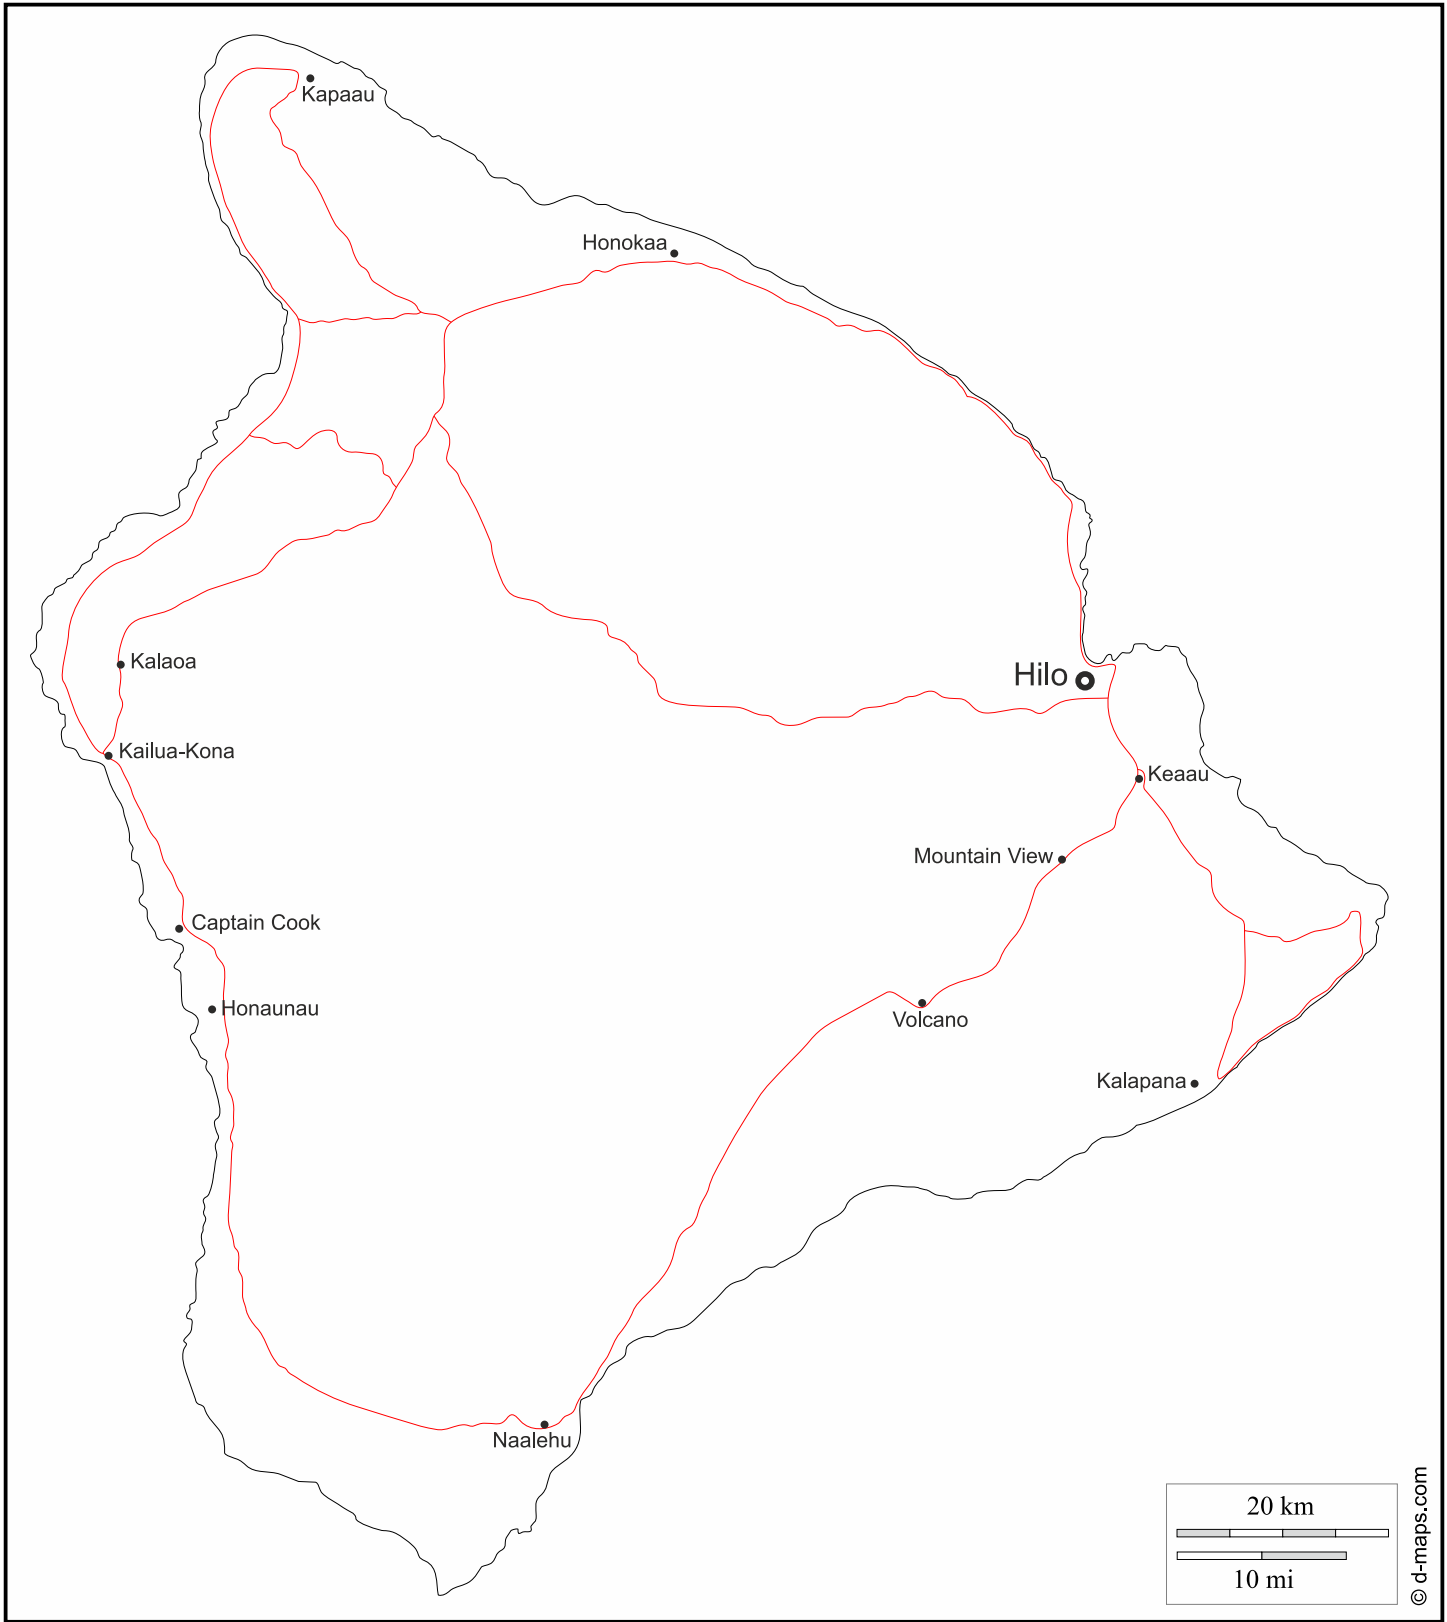 Kapaau
Honokaa
Kalaoa
Hilo
Kailua-Kona
Keaau
Mountain View
Captain Cook
Honaunau
Volcano
Kalapana
Naalehu
20 km
10 mi
© d-maps.com